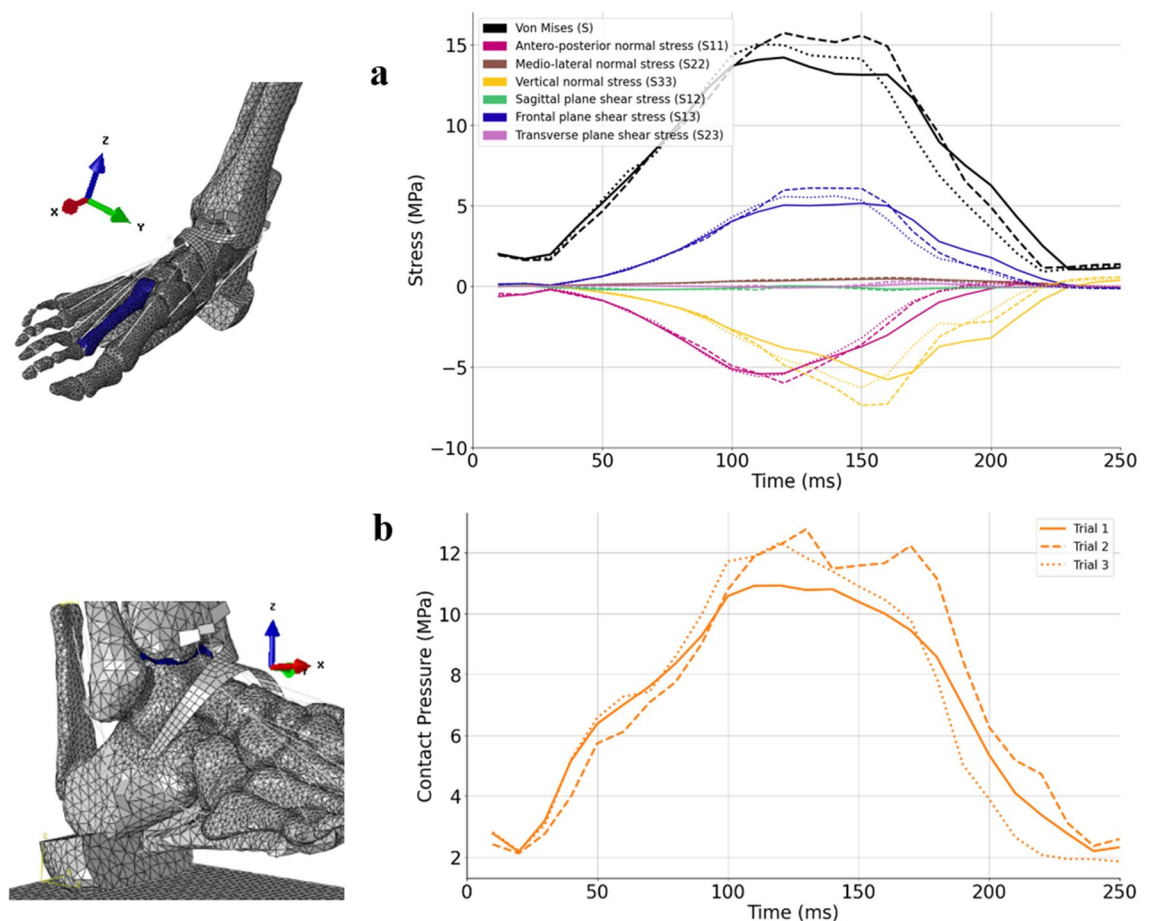 a
Von Mises (S)
Antero-posterior normal stress (S11)
Medio-lateral normal stress (S22)
Vertical normal stress (S33)
Sagittal plane shear stress (S12)
Frontal plane shear stress (S13)
Transverse plane shear stress (S23)
15
10
5
0
−5
−10
Stress (MPa)
0 50 100 150 200 250
Time (ms)
Z
X
Y
b
Trial 1
Trial 2
Trial 3
12
10
8
6
4
2
Contact Pressure (MPa)
0 50 100 150 200 250
Time (ms)
Z
X
Y